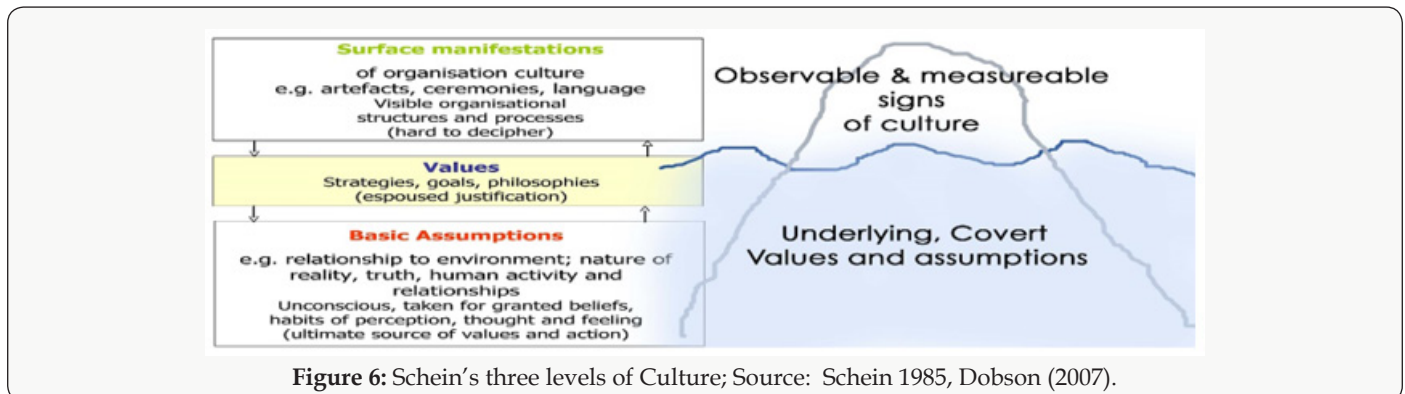 Surface manifestations
of organisation culture
e.g. artefacts, ceremonies, language
Visible organisational
structures and processes
(hard to decipher)
Values
Strategies, goals, philosophies
(espoused justification)
Basic Assumptions
e.g. relationship to environment; nature of
reality, truth, human activity and
relationships
Unconscious, taken for granted beliefs,
habits of perception, thought and feeling
(ultimate source of values and action)
Observable & measureable
signs
of culture
Underlying, Covert
Values and assumptions
Figure 6: Schein's three levels of Culture; Source: Schein 1985, Dobson (2007).